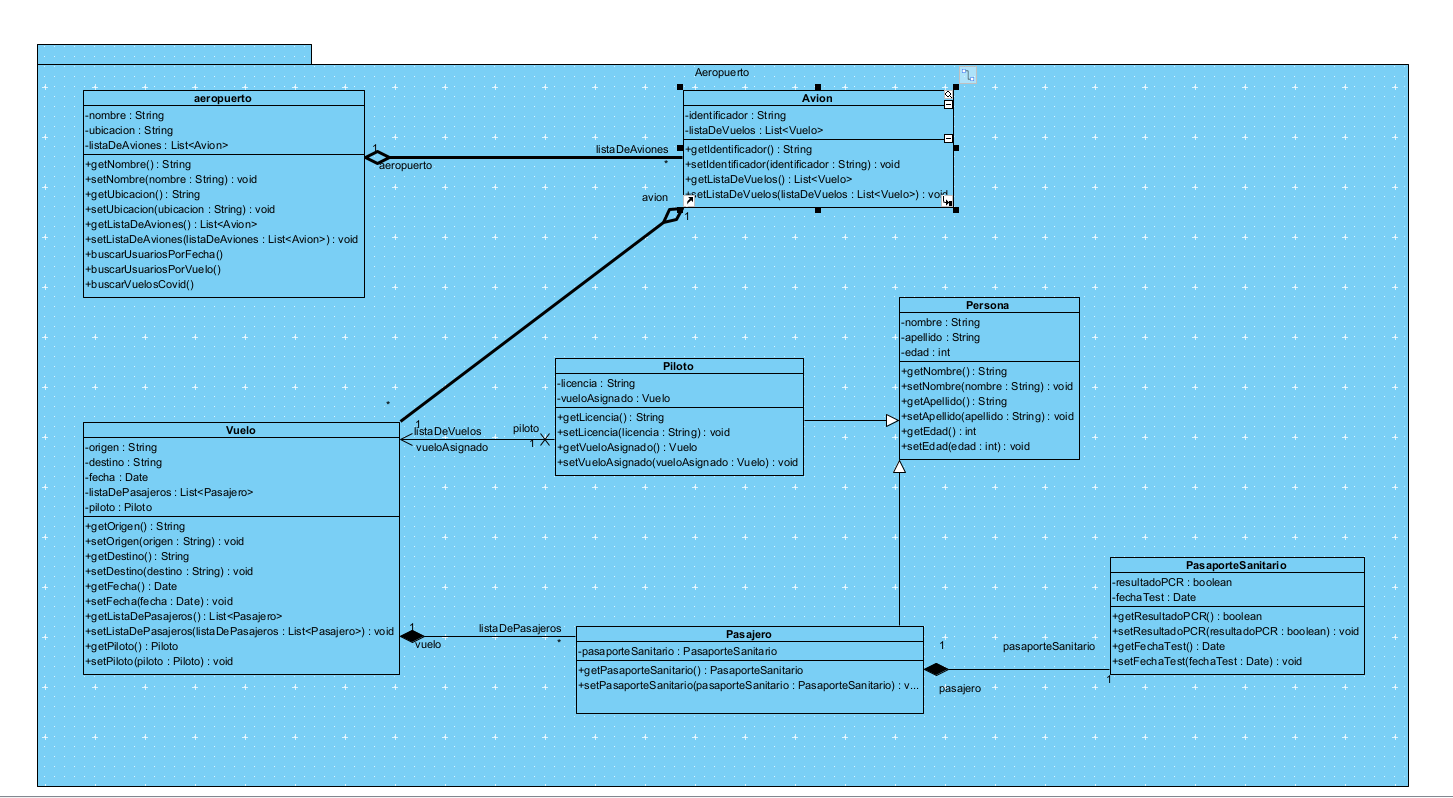 Aeropuerto
aeropuerto
-nombre : String
-ubicacion : String
-listaDeAviones : List<Avion>
+getNombre() : String
+setNombre(nombre : String) : void
+getUbicacion() : String
+setUbicacion(ubicacion : String) : void
+getListaDeAviones() : List<Avion>
+setListaDeAviones(listaDeAviones : List<Avion>) : void
+buscarUsuariosPorFecha()
+buscarUsuariosPorVuelo()
+buscarVuelosCovid()
1
aeropuerto
listaDeAviones
*
Avion
-identificador : String
-listaDeVuelos : List<Vuelo>
+getIdentificador() : String
+setIdentificador(identificador : String) : void
+getListaDeVuelos() : List<Vuelo>
+setListaDeVuelos(listaDeVuelos : List<Vuelo>) : void
avion
1
*
listaDeVuelos
Persona
-nombre : String
-apellido : String
-edad : int
+getNombre() : String
+setNombre(nombre : String) : void
+getApellido() : String
+setApellido(apellido : String) : void
+getEdad() : int
+setEdad(edad : int) : void
Piloto
-licencia : String
-vueloAsignado : Vuelo
+getLicencia() : String
+setLicencia(licencia : String) : void
+getVueloAsignado() : Vuelo
+setVueloAsignado(vueloAsignado : Vuelo) : void
1
vueloAsignado
piloto
1
Vuelo
-origen : String
-destino : String
-fecha : Date
-listaDePasajeros : List<Pasajero>
-piloto : Piloto
+getOrigen() : String
+setOrigen(origen : String) : void
+getDestino() : String
+setDestino(destino : String) : void
+getFecha() : Date
+setFecha(fecha : Date) : void
+getListaDePasajeros() : List<Pasajero>
+setListaDePasajeros(listaDePasajeros : List<Pasajero>) : void
+getPiloto() : Piloto
+setPiloto(piloto : Piloto) : void
1
vuelo
listaDePasajeros
*
Pasajero
-pasaporteSanitario : PasaporteSanitario
+getPasaporteSanitario() : PasaporteSanitario
+setPasaporteSanitario(pasaporteSanitario : PasaporteSanitario) : v...
1
pasajero
pasaporteSanitario
1
PasaporteSanitario
-resultadoPCR : boolean
-fechaTest : Date
+getResultadoPCR() : boolean
+setResultadoPCR(resultadoPCR : boolean) : void
+getFechaTest() : Date
+setFechaTest(fechaTest : Date) : void